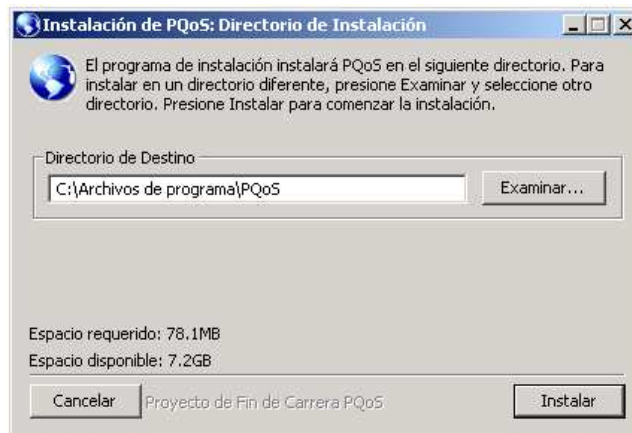 Instalación de PQoS: Directorio de Instalación
El programa de instalación instalará PQoS en el siguiente directorio. Para
instalar en un directorio diferente, presione Examinar y seleccione otro
directorio. Presione Instalar para comenzar la instalación.
Directorio de Destino
C:\Archivos de programa\PQoS
Examinar...
Espacio requerido: 78.1MB
Espacio disponible: 7.2GB
Cancelar
Proyecto de Fin de Carrera PQoS
Instalar